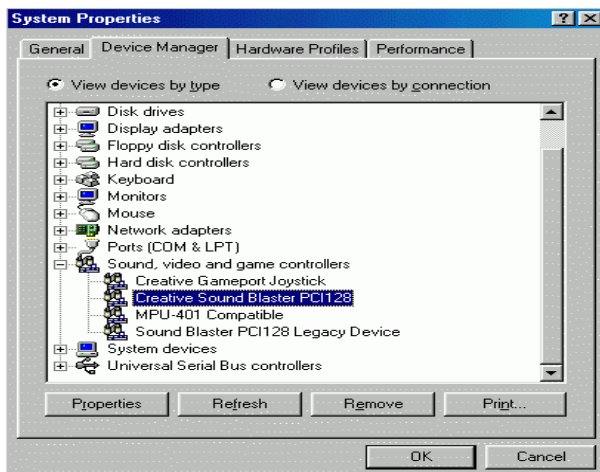 System Properties
General Device Manager Hardware Profiles Performance
View devices by type View devices by connection
Disk drives
Display adapters
Floppy disk controllers
Hard disk controllers
Keyboard
Monitors
Mouse
Network adapters
Ports (COM & LPT)
Sound, video and game controllers
Creative Gameport Joystick
Creative Sound Blaster PCI128
MPU-401 Compatible
Sound Blaster PCI128 Legacy Device
System devices
Universal Serial Bus controllers
Properties Refresh Remove Print...
OK Cancel